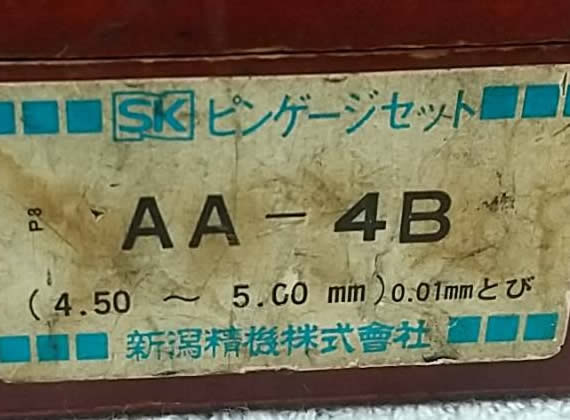 SK ピンゲージセット
P8
AA-4B
(4.50 ～ 5.00 mm)0.01mmとび
新潟精機株式會社